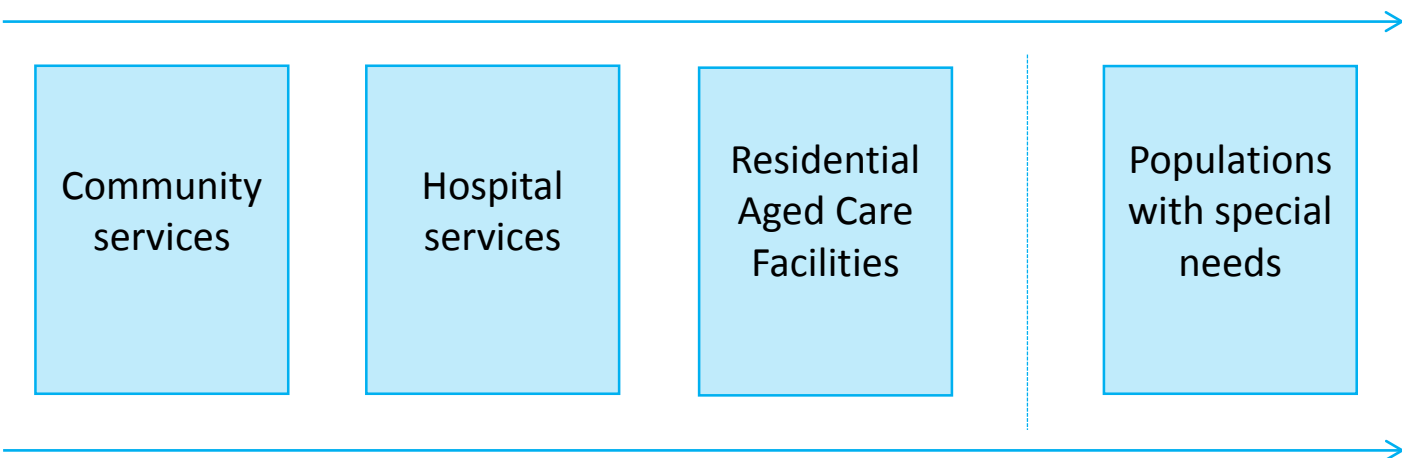 Community
services
Hospital
services
Residential
Aged Care
Facilities
Populations
with special
needs